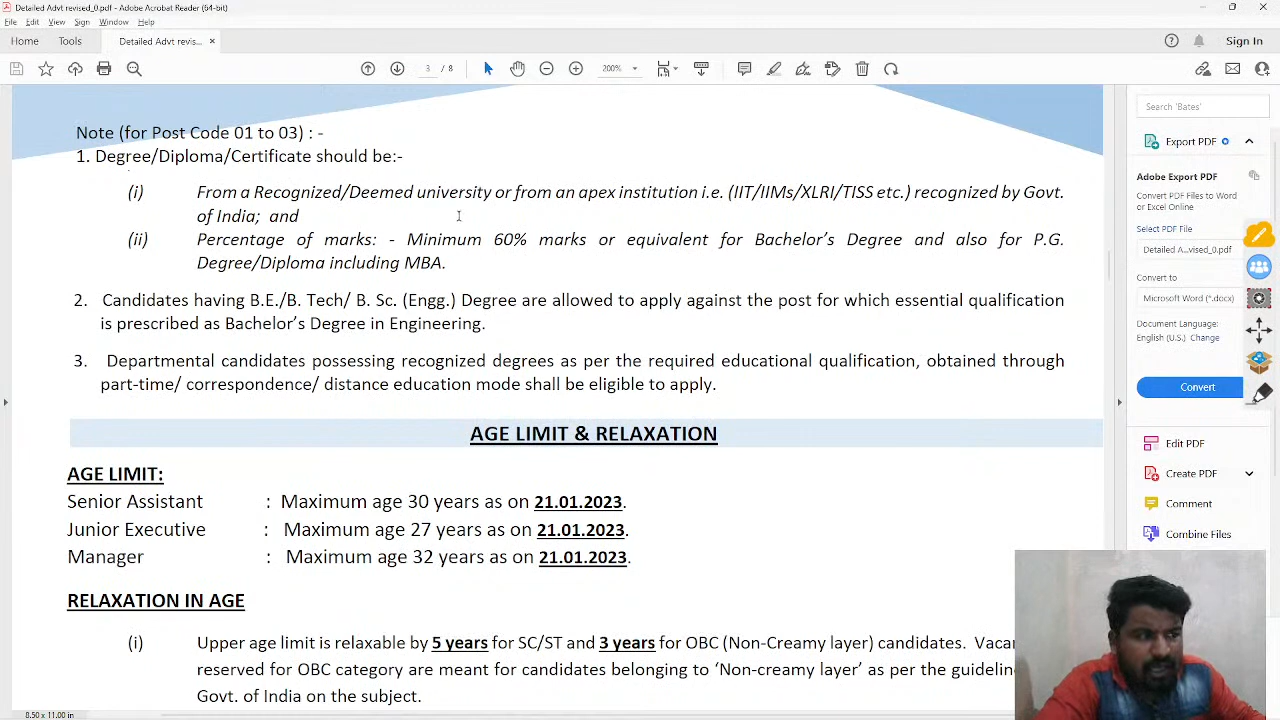 Detailed Advt revised_0.pdf - Adobe Acrobat Reader (64-bit)
File Edit View Sign Window Help
Home Tools Detailed Advt revis... × Sign In
3 / 8 200%
Note (for Post Code 01 to 03) : -
1. Degree/Diploma/Certificate should be:-
(i) From a Recognized/Deemed university or from an apex institution i.e. (IIT/IIMs/XLRI/TISS etc.) recognized by Govt.
of India; and
(ii) Percentage of marks: - Minimum 60% marks or equivalent for Bachelor's Degree and also for P.G.
Degree/Diploma including MBA.
2. Candidates having B.E./B. Tech/ B. Sc. (Engg.) Degree are allowed to apply against the post for which essential qualification
is prescribed as Bachelor's Degree in Engineering.
3. Departmental candidates possessing recognized degrees as per the required educational qualification, obtained through
part-time/ correspondence/ distance education mode shall be eligible to apply.
AGE LIMIT & RELAXATION
AGE LIMIT:
Senior Assistant : Maximum age 30 years as on 21.01.2023.
Junior Executive : Maximum age 27 years as on 21.01.2023.
Manager : Maximum age 32 years as on 21.01.2023.
RELAXATION IN AGE
(i) Upper age limit is relaxable by 5 years for SC/ST and 3 years for OBC (Non-Creamy layer) candidates. Vacan
reserved for OBC category are meant for candidates belonging to 'Non-creamy layer' as per the guideline
Govt. of India on the subject.
8.50 x 11.00 in
Search 'Bates'
Export PDF
Adobe Export PDF
Convert PDF Files to Word
or Excel Online
Select PDF File
Detailed A...vised_0.pdf
Convert to
Microsoft Word (*.docx)
Document Language:
English (U.S.) Change
Convert
Edit PDF
Create PDF
Comment
Combine Files